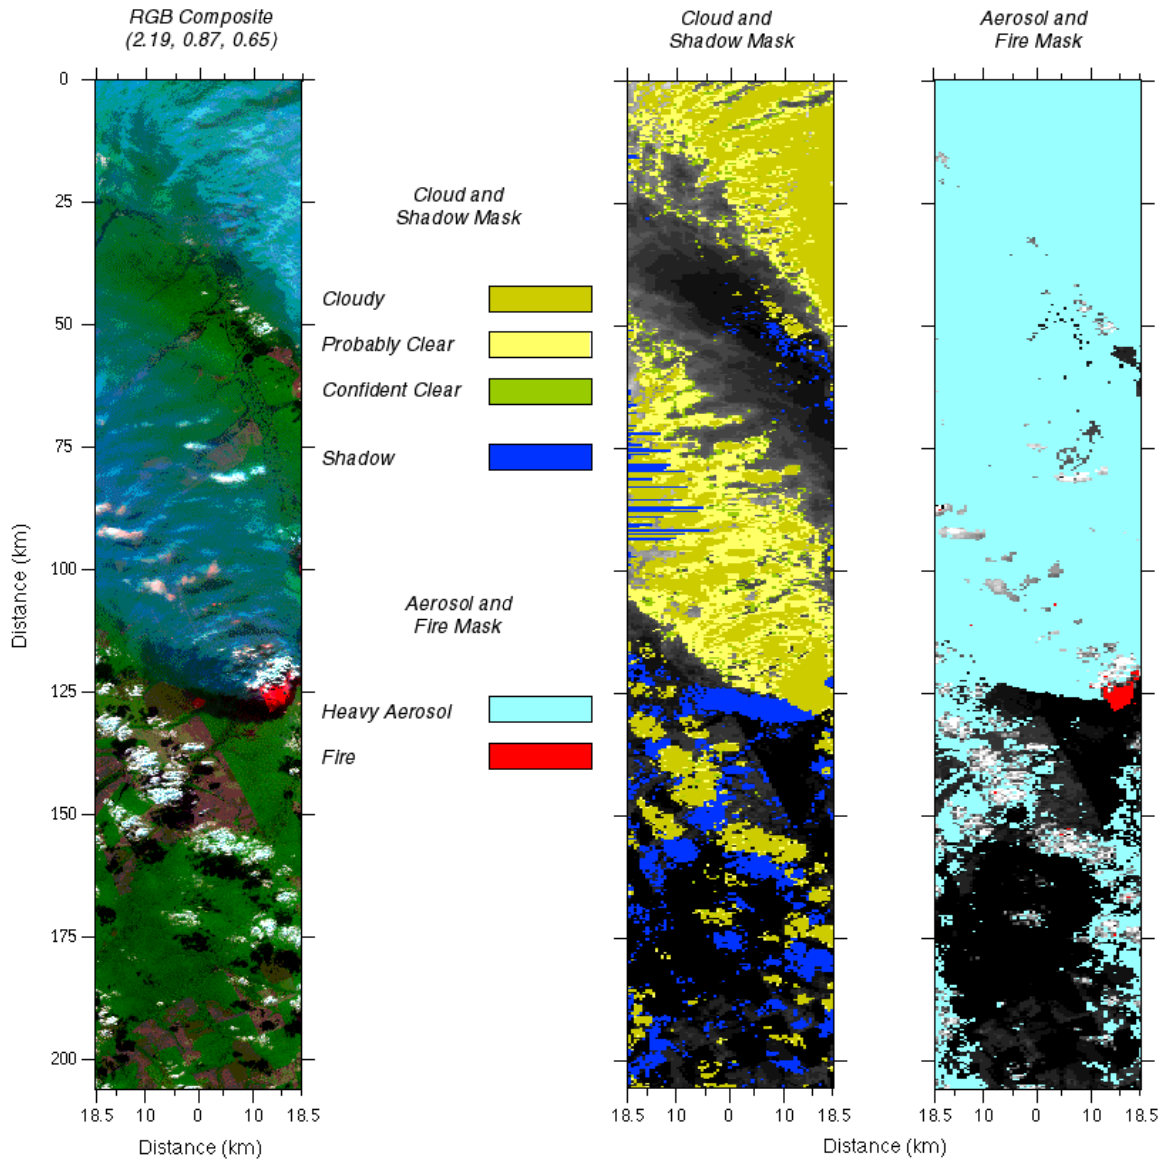 RGB Composite
(2.19, 0.87, 0.65)
Cloud and
Shadow Mask
Aerosol and
Fire Mask
0
25
50
75
100
125
150
175
200
Distance (km)
Cloud and
Shadow Mask
Cloudy
Probably Clear
Confident Clear
Shadow
Aerosol and
Fire Mask
Heavy Aerosol
Fire
18.5 10 0 10 18.5
18.5 10 0 10 18.5
18.5 10 0 10 18.5
Distance (km)
Distance (km)